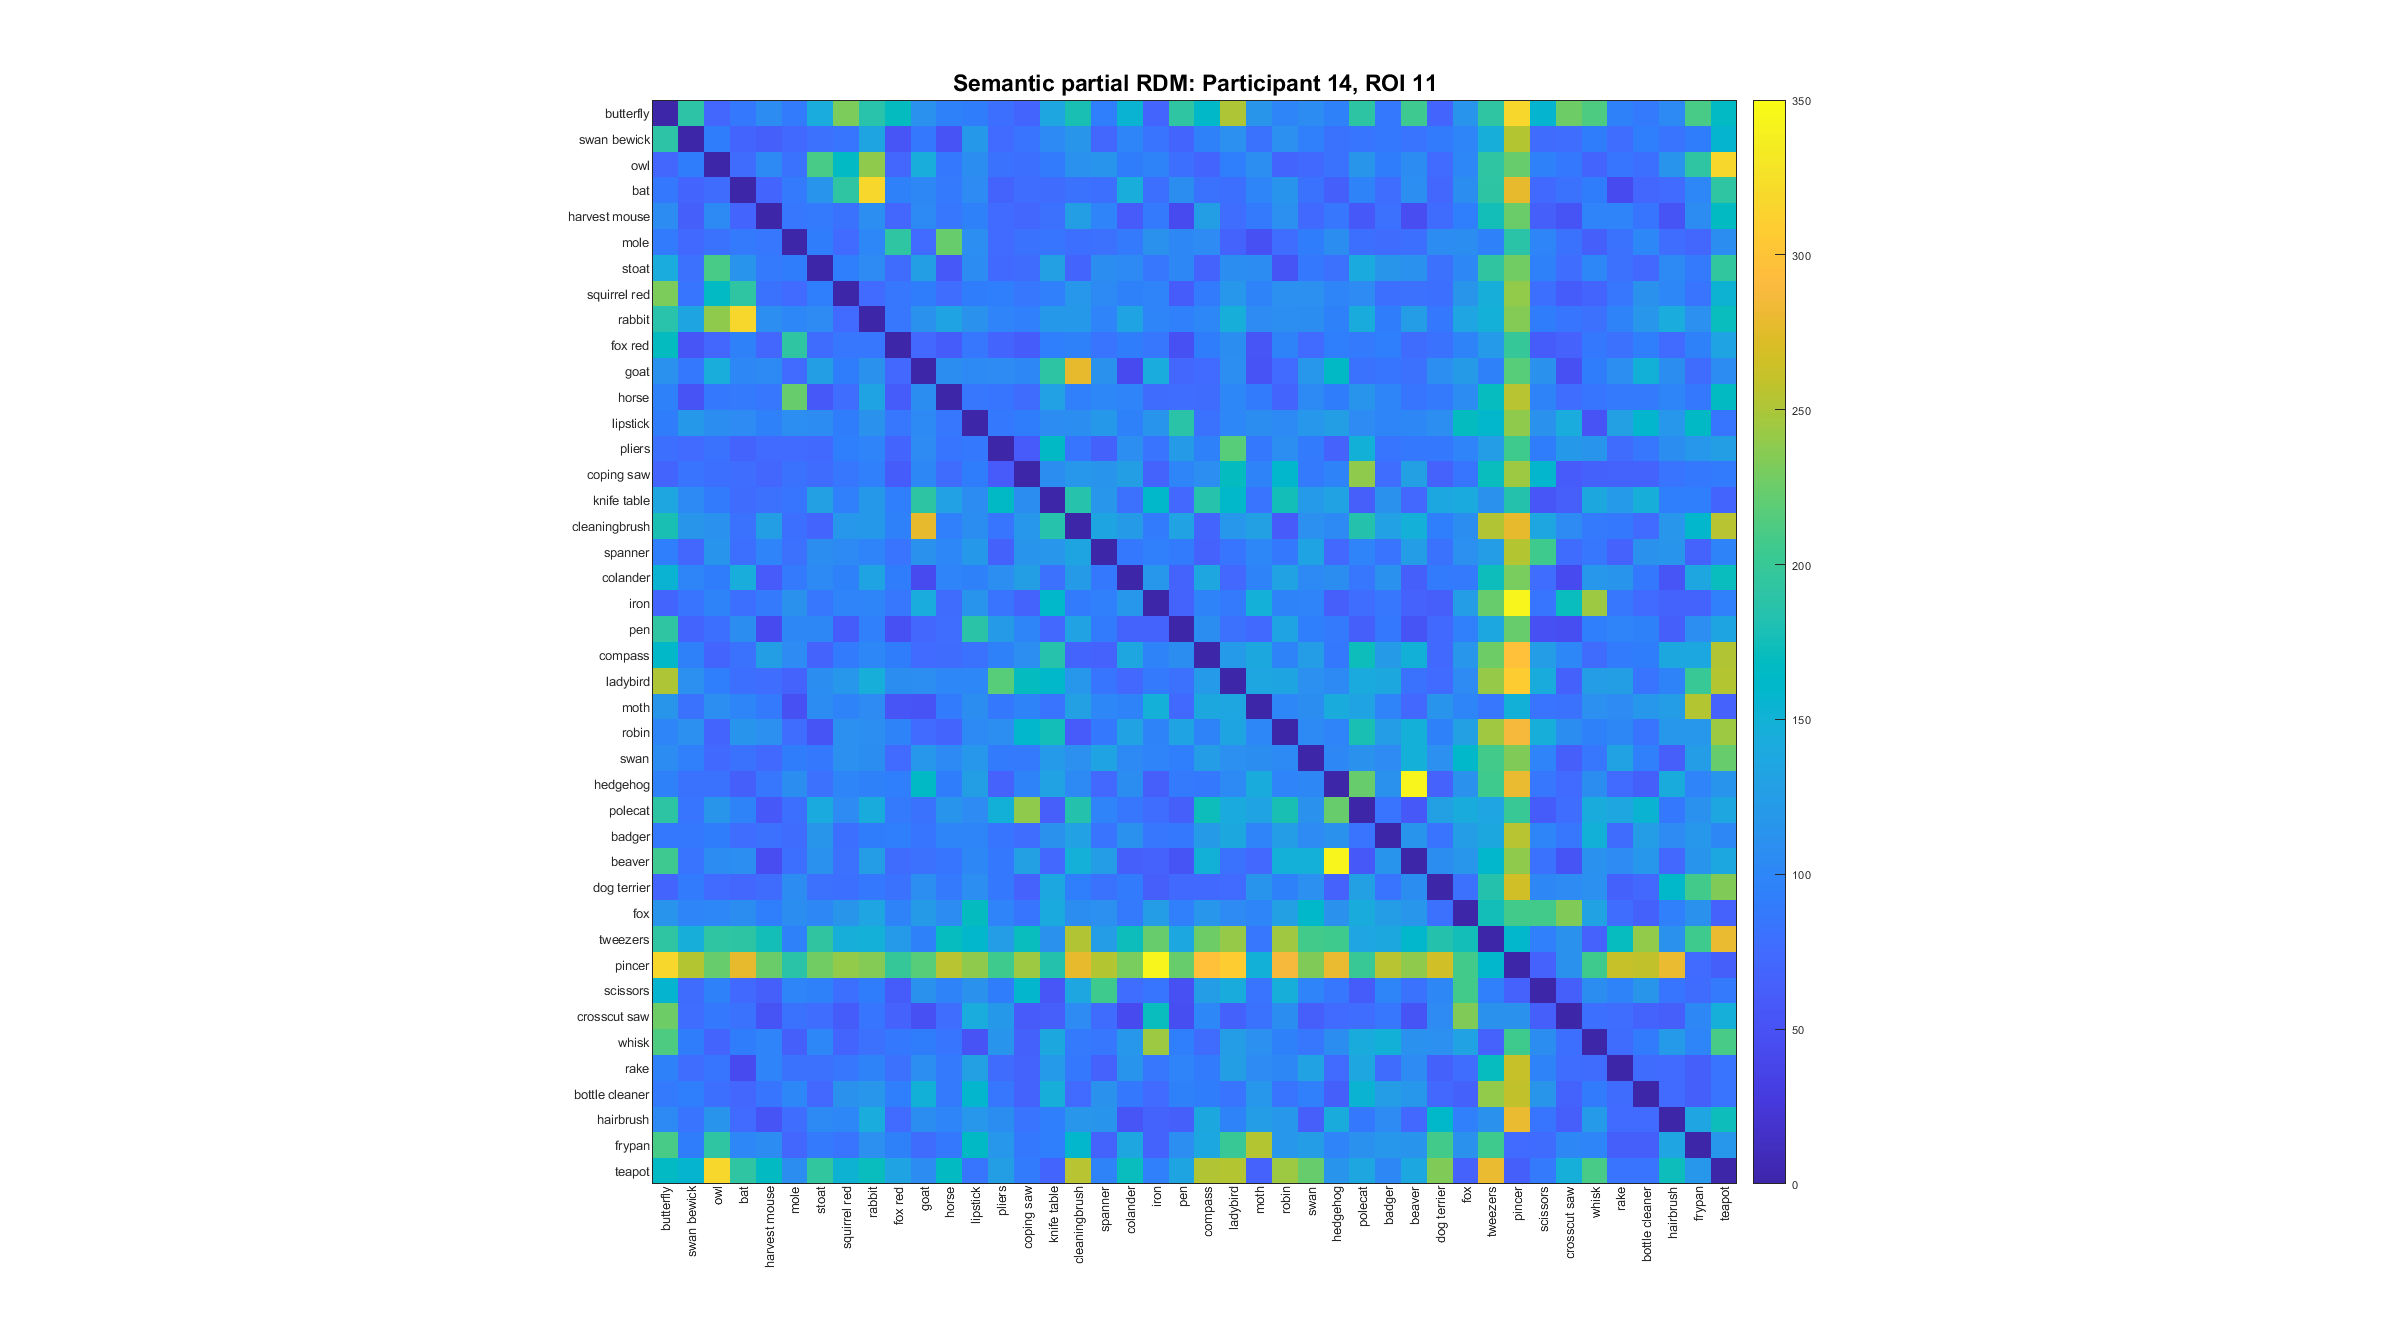 Semantic partial RDM: Participant 14, ROI 11
butterfly
swan bewick
owl
bat
harvest mouse
mole
stoat
squirrel red
rabbit
fox red
goat
horse
lipstick
pliers
coping saw
knife table
cleaningbrush
spanner
colander
iron
pen
compass
ladybird
moth
robin
swan
hedgehog
polecat
badger
beaver
dog terrier
fox
tweezers
pincer
scissors
crosscut saw
whisk
rake
bottle cleaner
hairbrush
frypan
teapot
butterfly
swan bewick
owl
bat
harvest mouse
mole
stoat
squirrel red
rabbit
fox red
goat
horse
lipstick
pliers
coping saw
knife table
cleaningbrush
spanner
colander
iron
pen
compass
ladybird
moth
robin
swan
hedgehog
polecat
badger
beaver
dog terrier
fox
tweezers
pincer
scissors
crosscut saw
whisk
rake
bottle cleaner
hairbrush
frypan
teapot
350
300
250
200
150
100
50
0